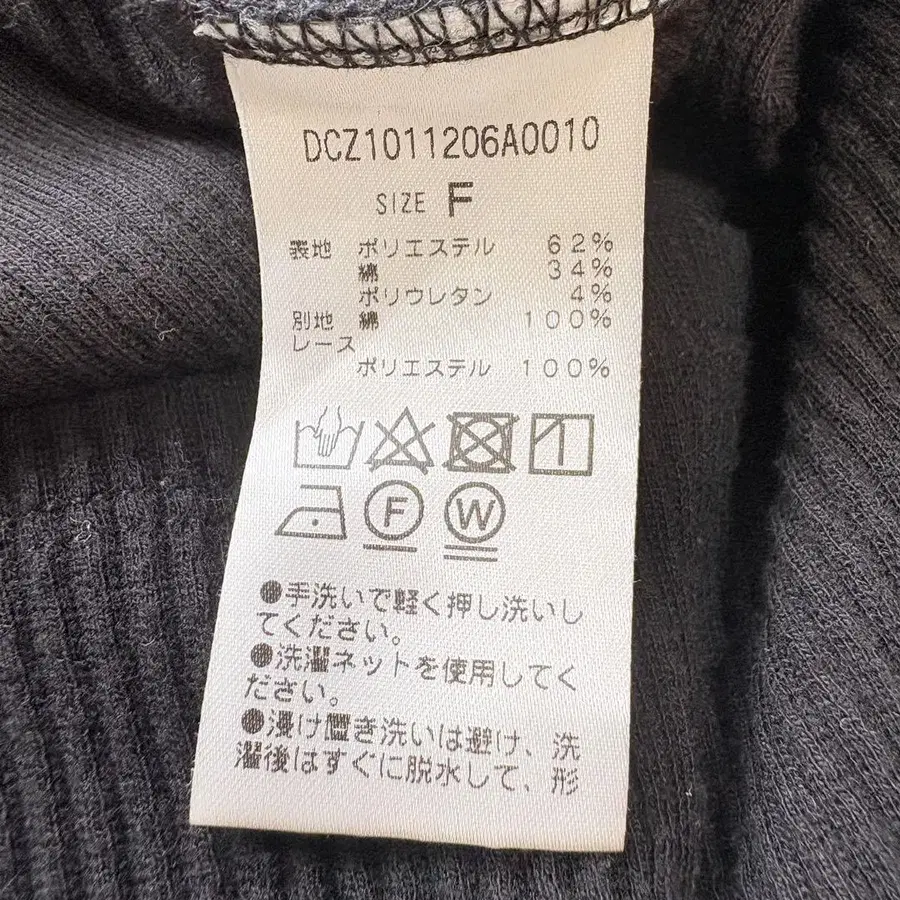 DCZ1011206A0010
SIZE F
表地 ポリエステル 62%
綿 34%
ポリウレタン 4%
別地 綿 100%
レース
ポリエステル 100%
F W
●手洗いで軽く押し洗いし
てください。
●洗濯ネットを使用してく
ださい。
●浸け置き洗いは避け、洗
濯後はすぐに脱水して、形